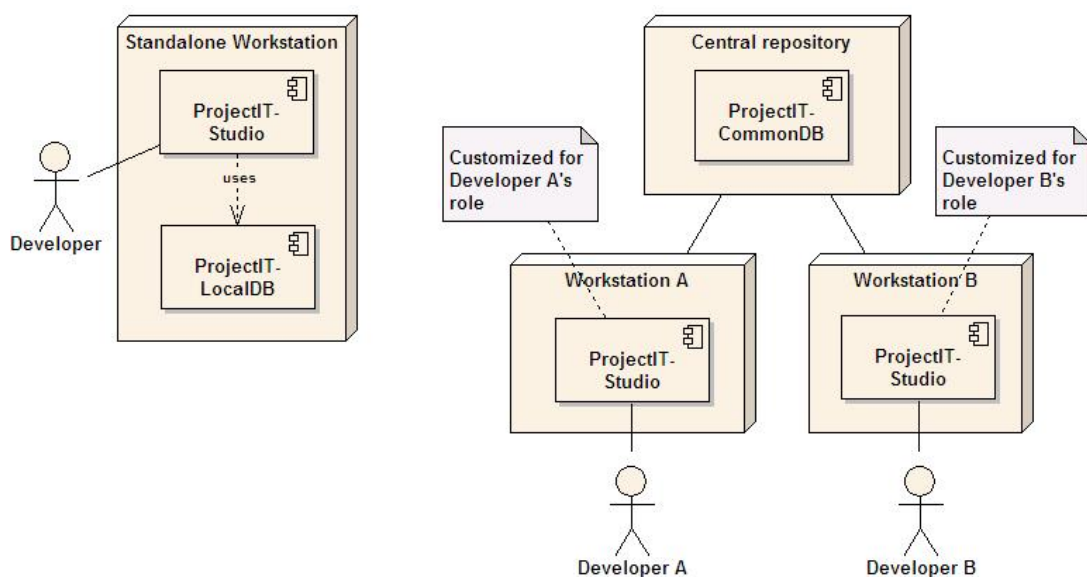 Standalone Workstation
ProjectIT-
Studio
uses
ProjectIT-
LocalDB
Developer
Central repository
ProjectIT-
CommonDB
Customized for
Developer A's
role
Customized for
Developer B's
role
Workstation A
ProjectIT-
Studio
Workstation B
ProjectIT-
Studio
Developer A
Developer B